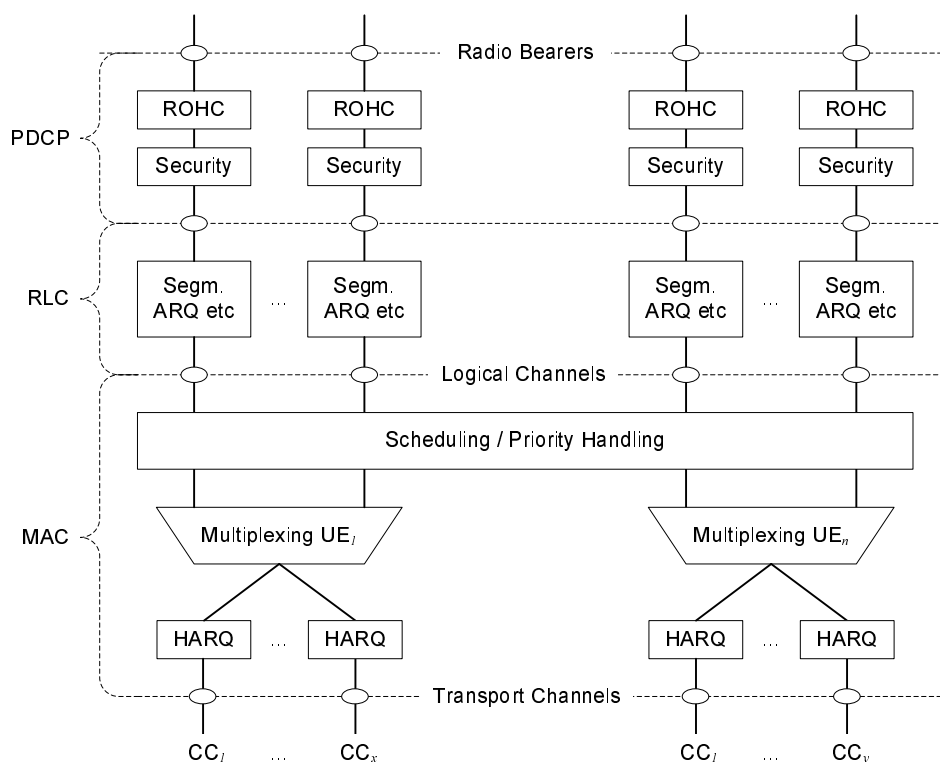 Radio Bearers
ROHC ROHC ROHC ROHC
PDCP
Security Security Security Security
Segm. Segm. Segm. Segm.
RLC ... ...
ARQ etc ARQ etc ARQ etc ARQ etc
Logical Channels
Scheduling / Priority Handling
MAC Multiplexing UE1 Multiplexing UEn
HARQ ... HARQ HARQ ... HARQ
Transport Channels
CC1 ... CCx CC1 ... CCy